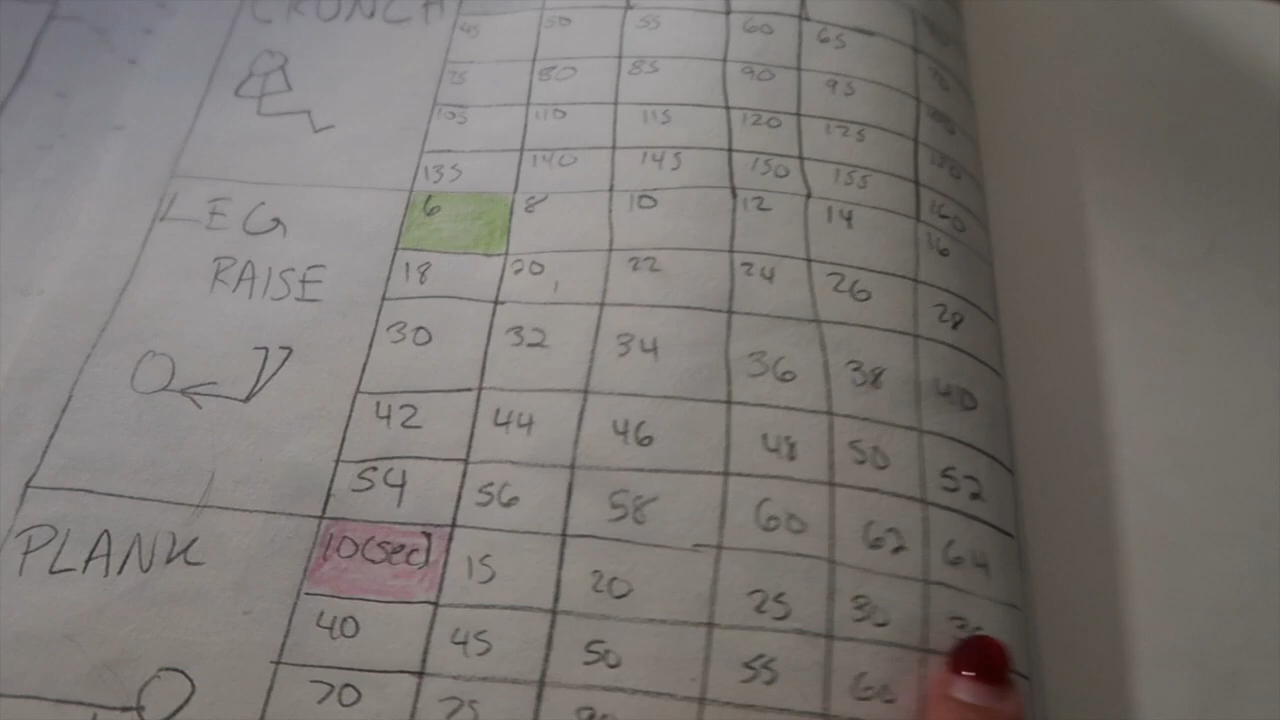 CRUNCH
45 50 55 60 65
75 80 85 90 95
105 110 115 120 125
135 140 145 150 155 160
LEG
RAISE
6 8 10 12 14 16
18 20 22 24 26 28
30 32 34 36 38 40
42 44 46 48 50 52
54 56 58 60 62 64
PLANK
10(sec) 15 20 25 30
40 45 50 55 60
70 75